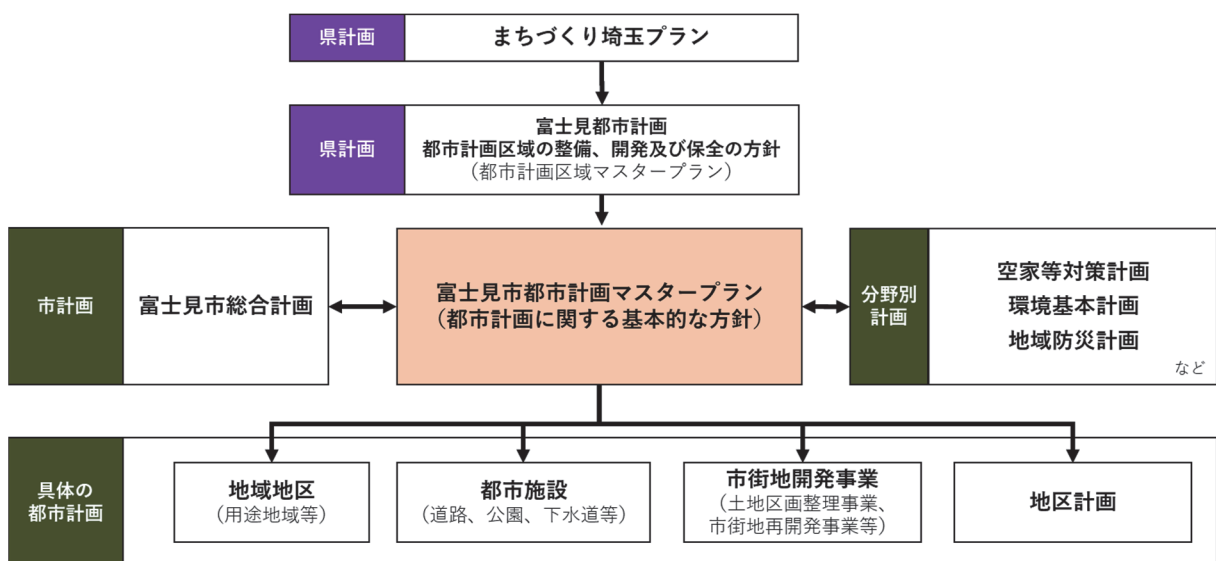 県計画
まちづくり埼玉プラン
県計画
富士見都市計画
都市計画区域の整備、開発及び保全の方針
（都市計画区域マスタープラン）
市計画
富士見市総合計画
富士見市都市計画マスタープラン
（都市計画に関する基本的な方針）
分野別
計画
空家等対策計画
環境基本計画
地域防災計画
など
具体の
都市計画
地域地区
（用途地域等）
都市施設
（道路、公園、下水道等）
市街地開発事業
（土地区画整理事業、
市街地再開発事業等）
地区計画